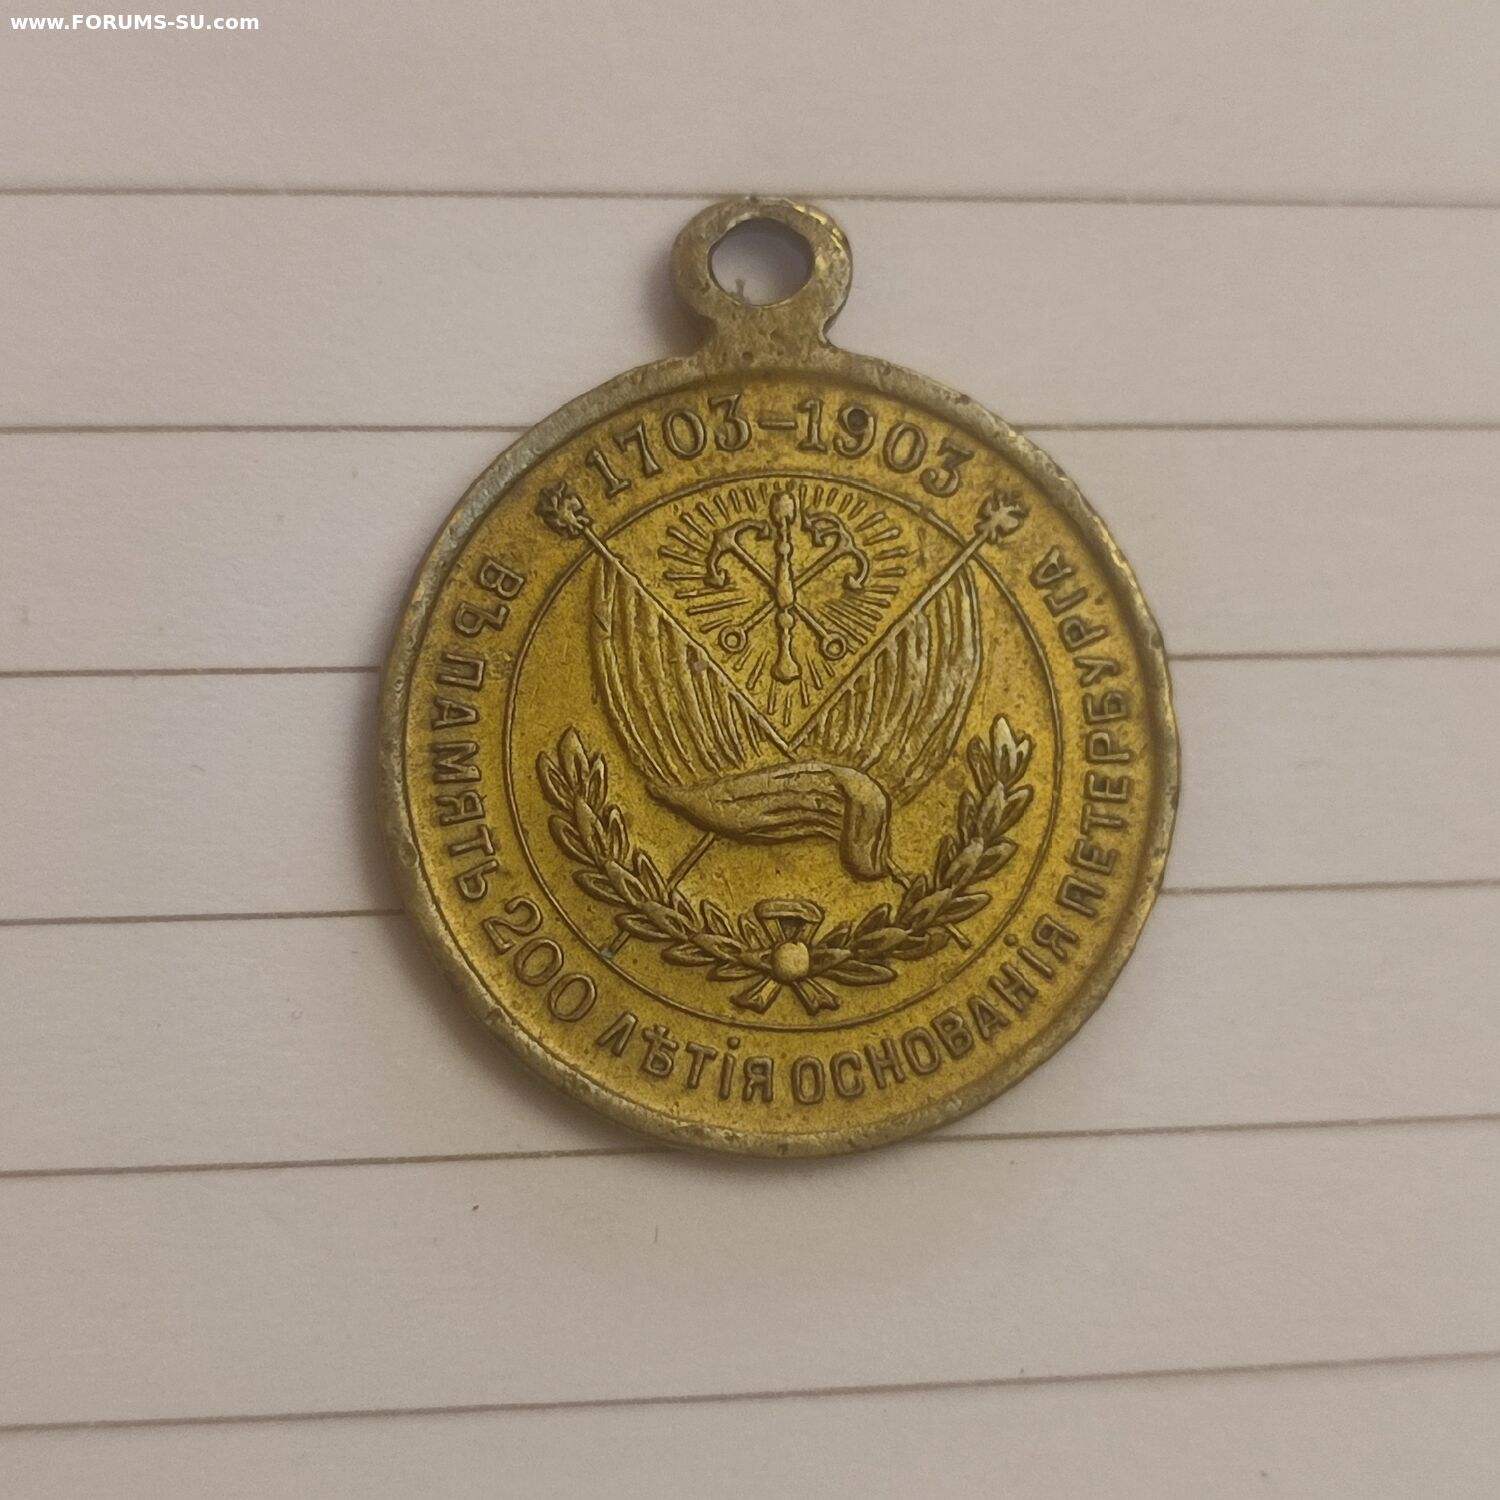 www.FORUMS-SU.com
1703-1903
ВЪ ПАМЯТЬ 200 ЛѢТІЯ ОСНОВАНІЯ ПЕТЕРБУРГА